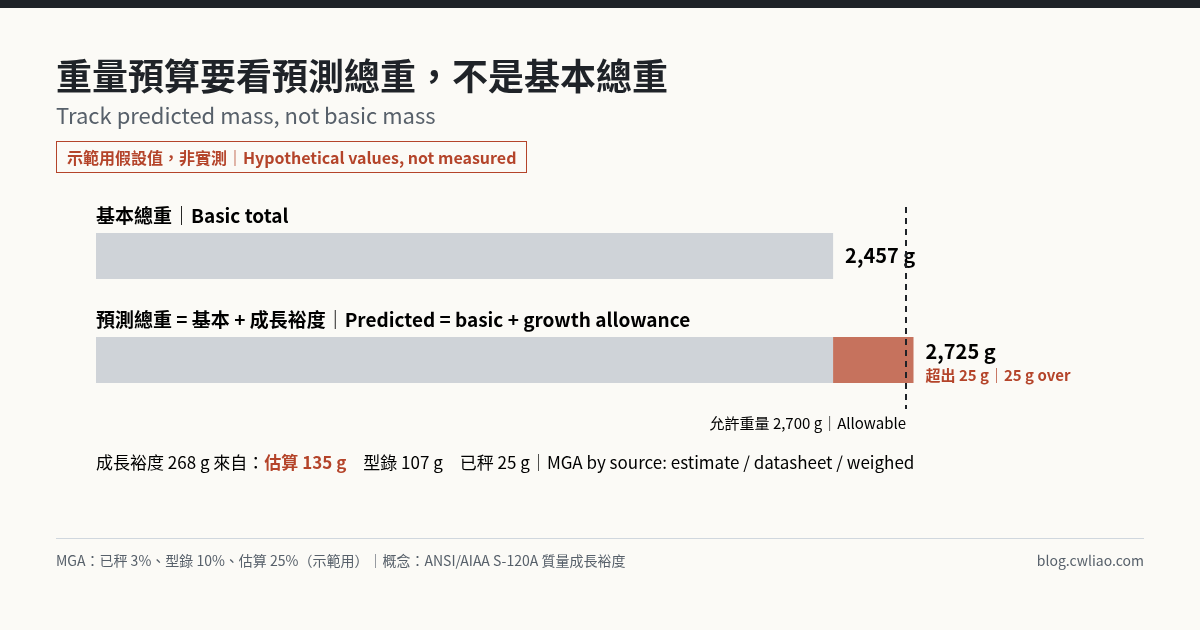 重量預算要看預測總重，不是基本總重
Track predicted mass, not basic mass
示範用假設值，非實測｜Hypothetical values, not measured
基本總重｜Basic total
2,457 g
預測總重 = 基本 + 成長裕度｜Predicted = basic + growth allowance
2,725 g
超出 25 g｜25 g over
允許重量 2,700 g｜Allowable
成長裕度 268 g 來自：估算 135 g　型錄 107 g　已秤 25 g｜MGA by source: estimate / datasheet / weighed
MGA：已秤 3%、型錄 10%、估算 25%（示範用）｜概念：ANSI/AIAA S-120A 質量成長裕度
blog.cwliao.com